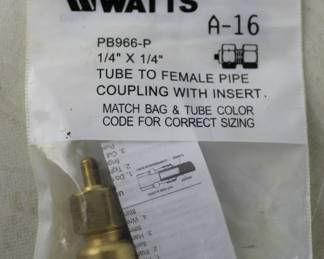 WATTS
A-16
PB966-P
1/4" X 1/4"
TUBE TO FEMALE PIPE
COUPLING WITH INSERT
MATCH BAG & TUBE COLOR
CODE FOR CORRECT SIZING